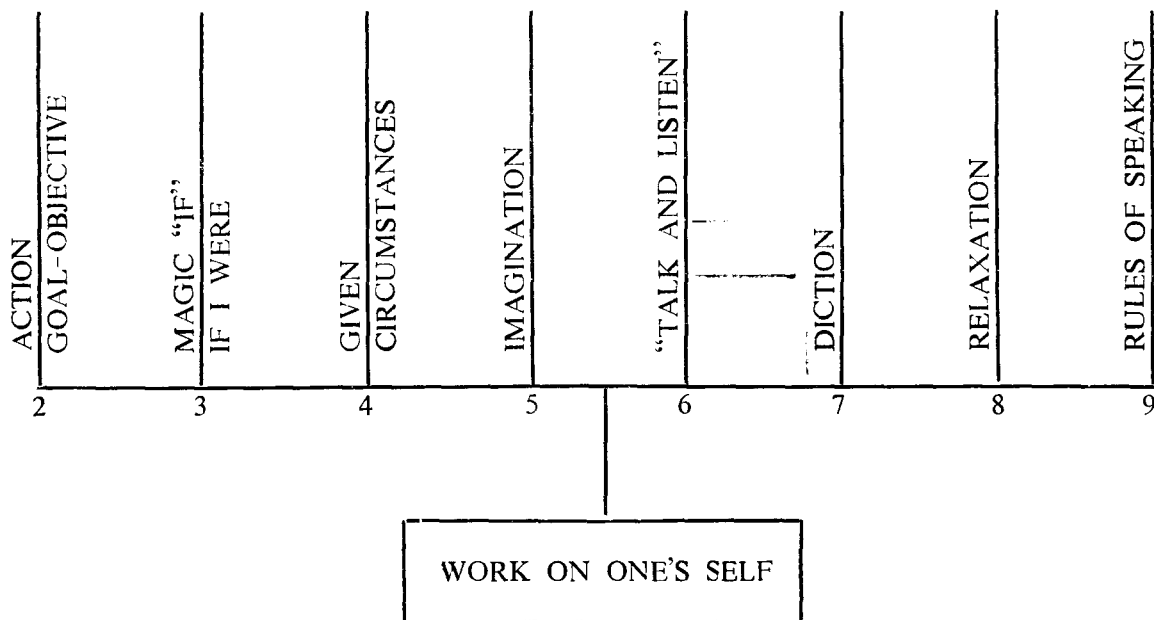 ACTION
GOAL-OBJECTIVE
MAGIC “IF”
IF I WERE
GIVEN
CIRCUMSTANCES
IMAGINATION
“TALK AND LISTEN”
DICTION
RELAXATION
RULES OF SPEAKING
2
3
4
5
6
7
8
9
WORK ON ONE'S SELF